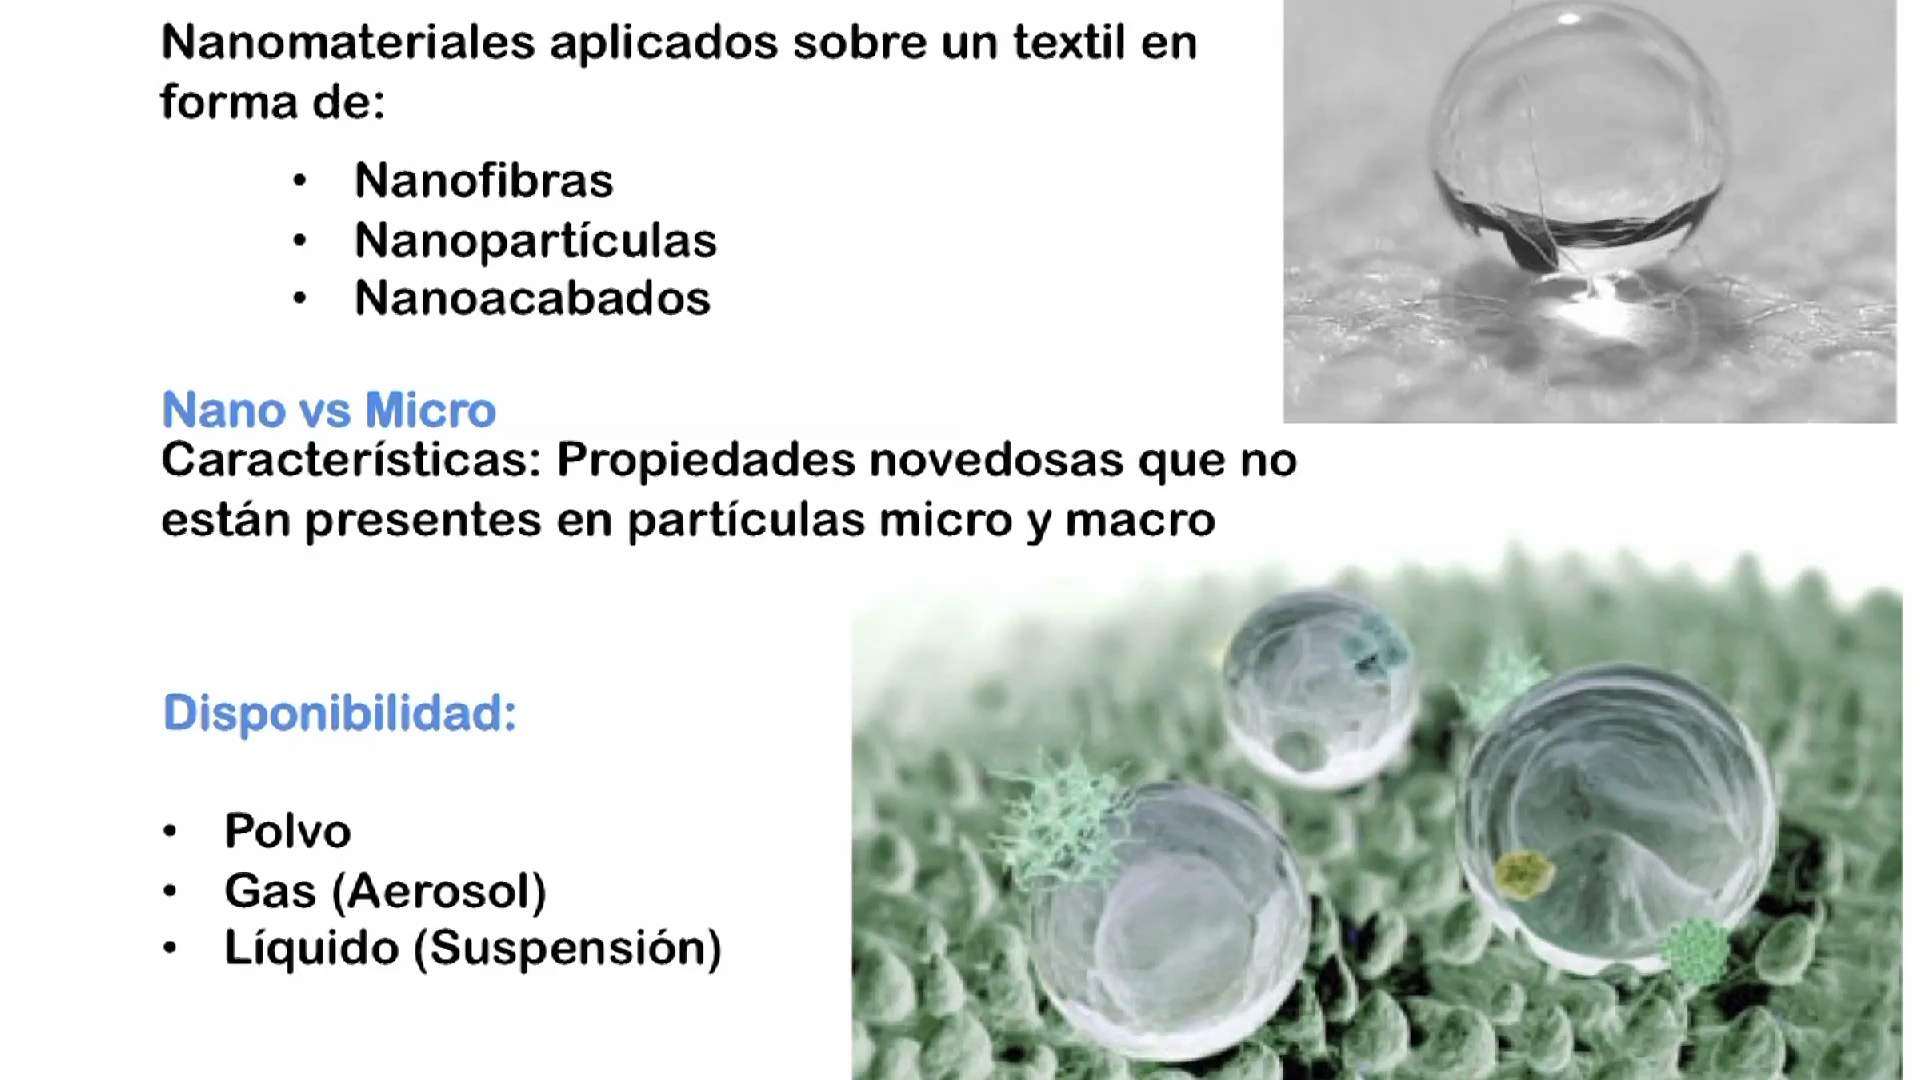 Nanomateriales aplicados sobre un textil en
forma de:
• Nanofibras
• Nanopartículas
• Nanoacabados
Nano vs Micro
Características: Propiedades novedosas que no
están presentes en partículas micro y macro
Disponibilidad:
• Polvo
• Gas (Aerosol)
• Líquido (Suspensión)